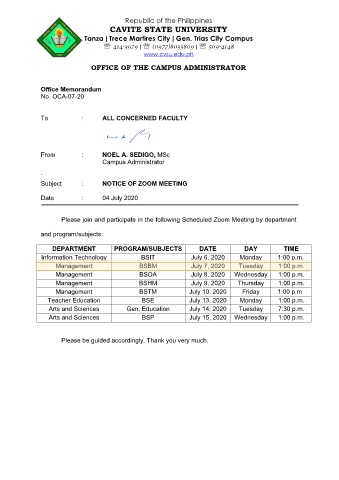 Republic of the Philippines
CAVITE STATE UNIVERSITY
Tanza | Trece Martires City | Gen. Trias City Campus
☏ 414-3979 | ☏ (0977)8033809 | ☏ 509-4148
www.cvsu.edu.ph
OFFICE OF THE CAMPUS ADMINISTRATOR
Office Memorandum
No. OCA-07-20
To : ALL CONCERNED FACULTY
From : NOEL A. SEDIGO, MSc
Campus Administrator
.
Subject : NOTICE OF ZOOM MEETING
Date : 04 July 2020
Please join and participate in the following Scheduled Zoom Meeting by department
and program/subjects:
DEPARTMENT PROGRAM/SUBJECTS DATE DAY TIME
Information Technology BSIT July 6, 2020 Monday 1:00 p.m.
Management BSBM July 7, 2020 Tuesday 1:00 p.m.
Management BSOA July 8, 2020 Wednesday 1:00 p.m.
Management BSHM July 9, 2020 Thursday 1:00 p.m.
Management BSTM July 10, 2020 Friday 1:00 p.m
Teacher Education BSE July 13, 2020 Monday 1:00 p.m.
Arts and Sciences Gen. Education July 14, 2020 Tuesday 7:30 p.m.
Arts and Sciences BSP July 15, 2020 Wednesday 1:00 p.m.
Please be guided accordingly. Thank you very much.